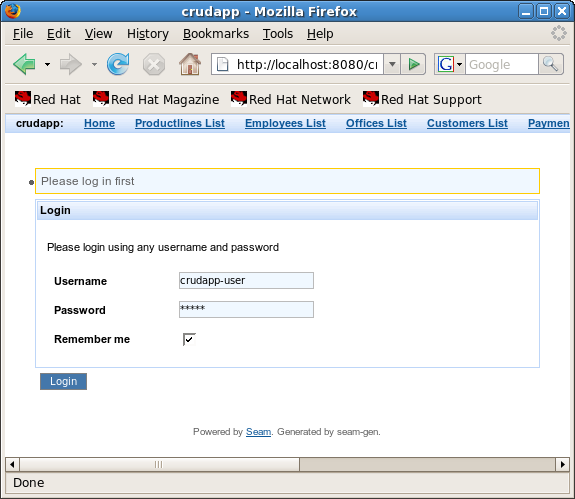 crudapp - Mozilla Firefox
File Edit View History Bookmarks Tools Help
http://localhost:8080/c G Google
Red Hat Red Hat Magazine Red Hat Network Red Hat Support
crudapp: Home Productlines List Employees List Offices List Customers List Paymen
Please log in first
Login
Please login using any username and password
Username crudapp-user
Password *****
Remember me
Login
Powered by Seam. Generated by seam-gen.
Done